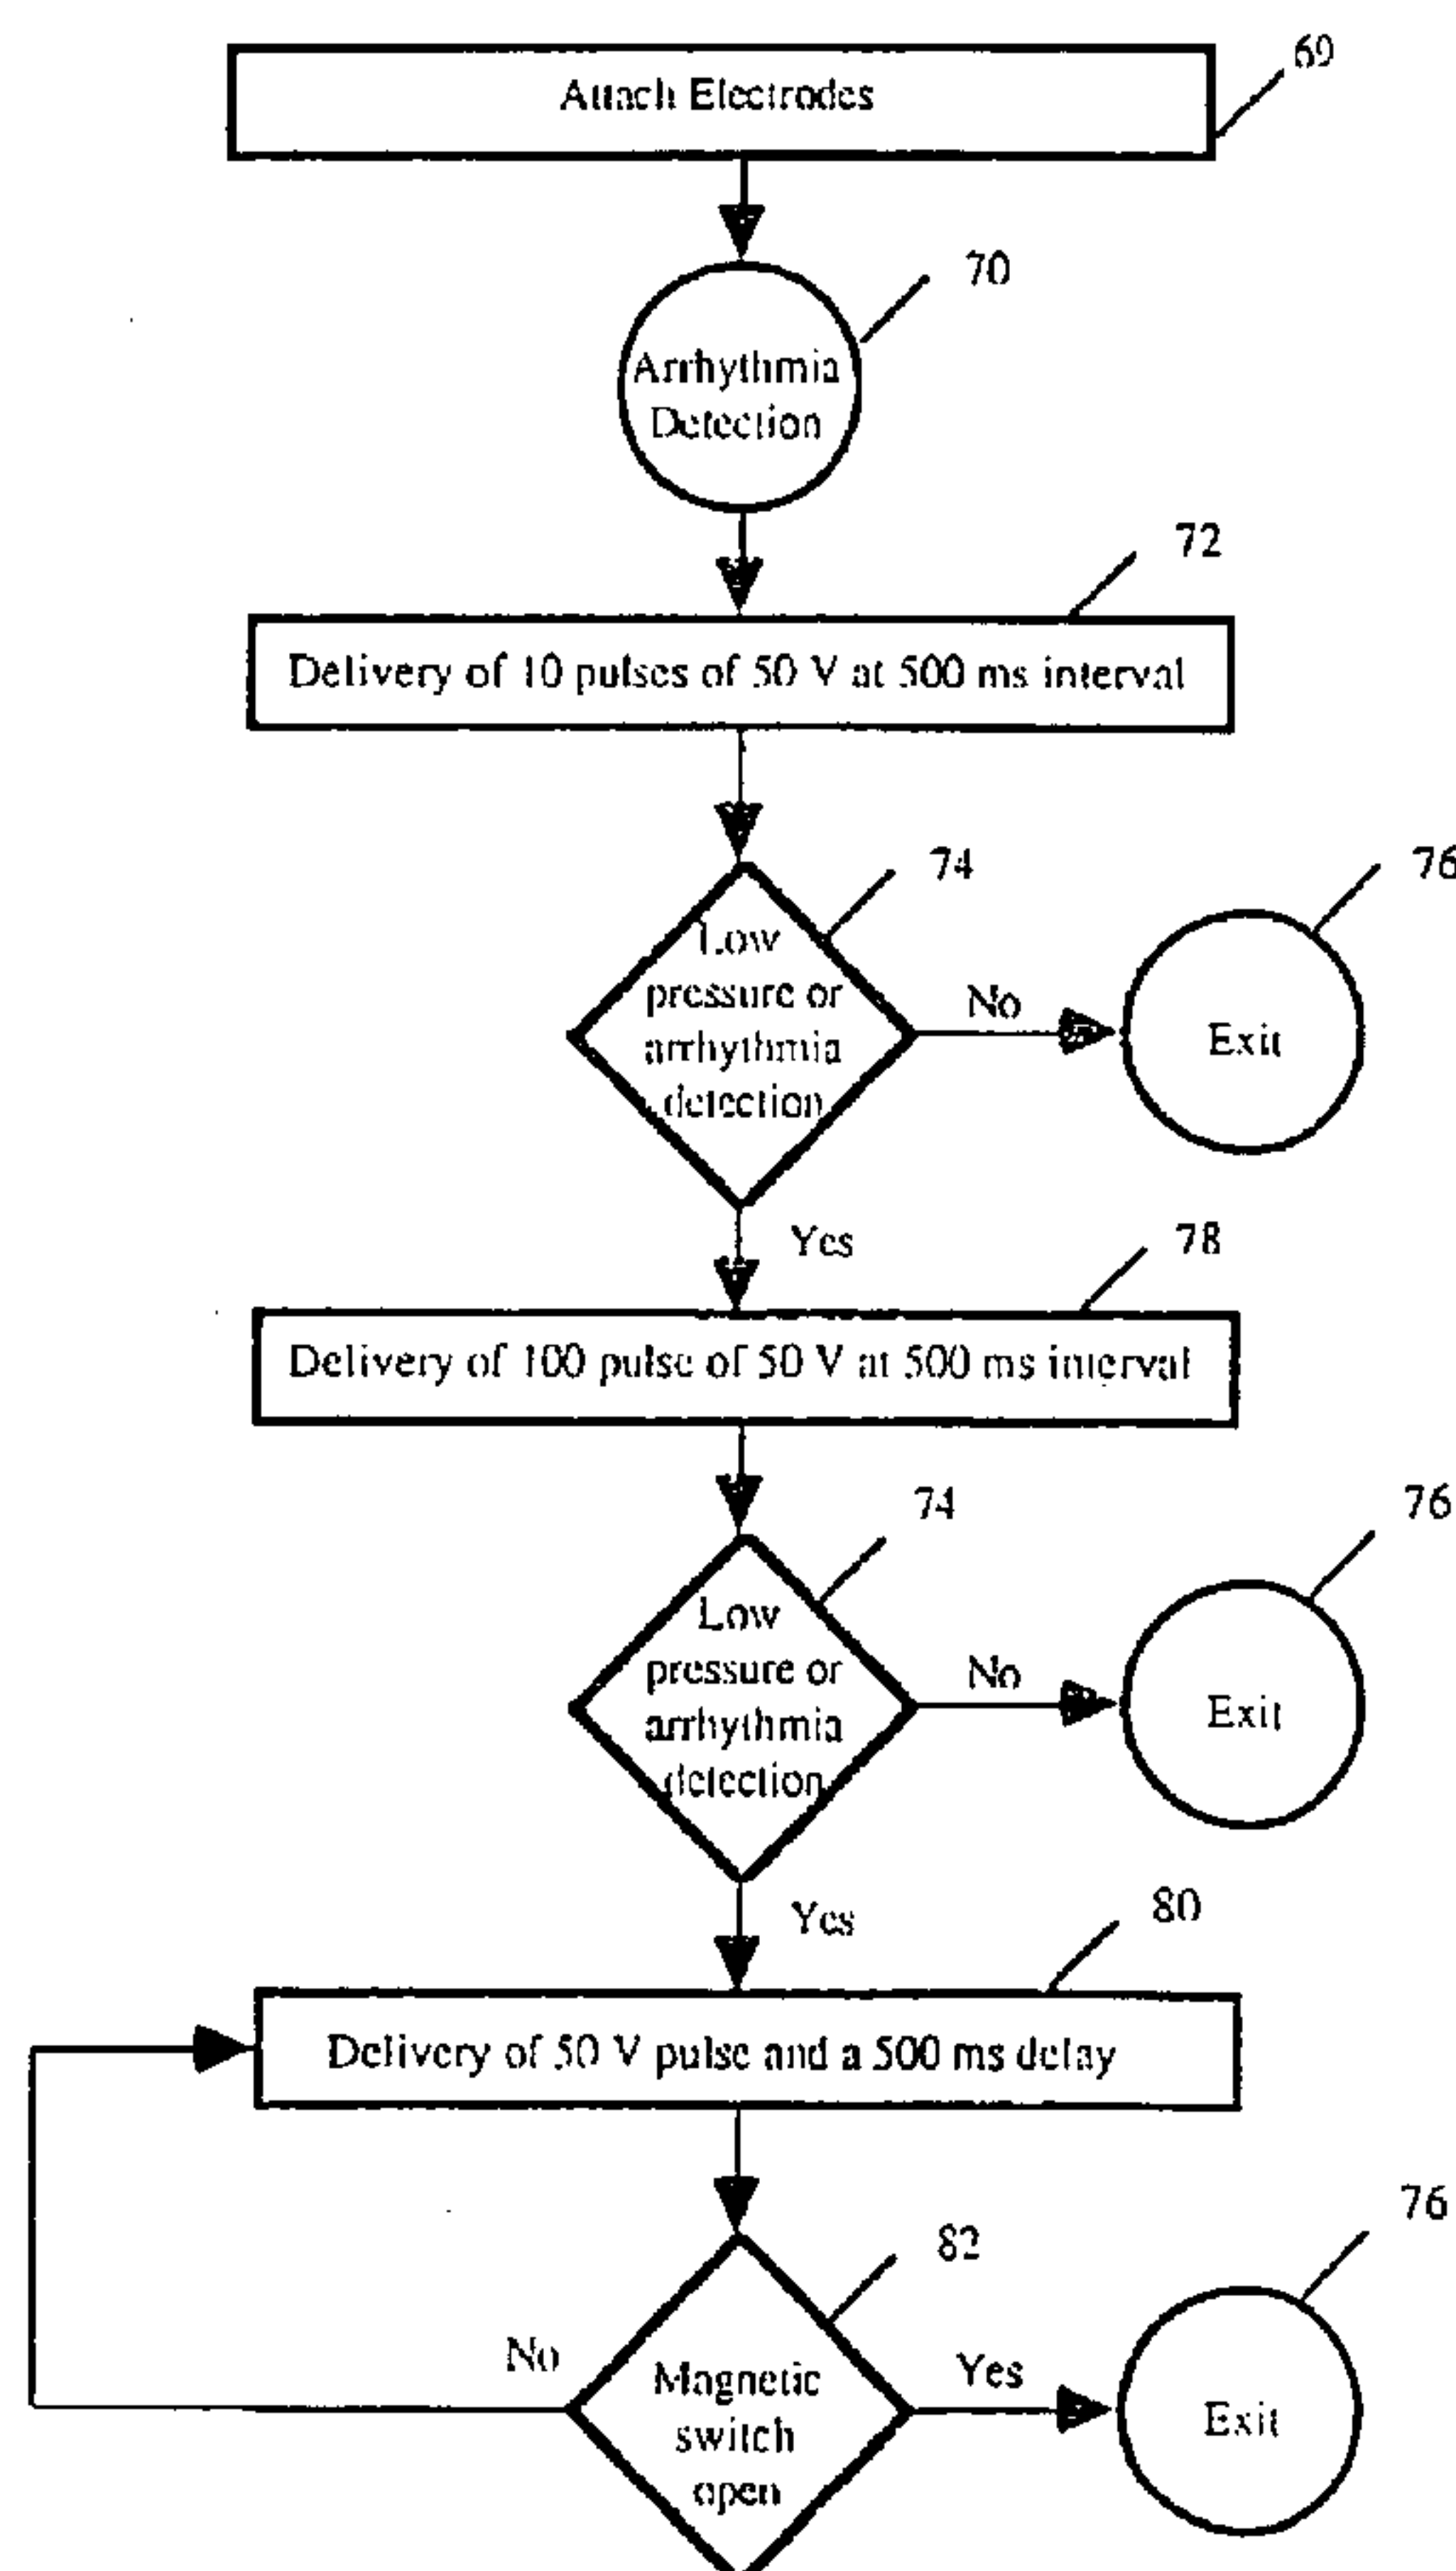 Attach Electrodes
69
Arrhythmia
Detection
70
72
Delivery of 10 pulses of 50 V at 500 ms interval
74
76
Low
pressure or
arrhythmia
detection
No
Exit
Yes
78
Delivery of 100 pulse of 50 V at 500 ms interval
74
76
Low
pressure or
arrhythmia
detection
No
Exit
Yes
80
Delivery of 50 V pulse and a 500 ms delay
82
76
No
Magnetic
switch
open
Yes
Exit